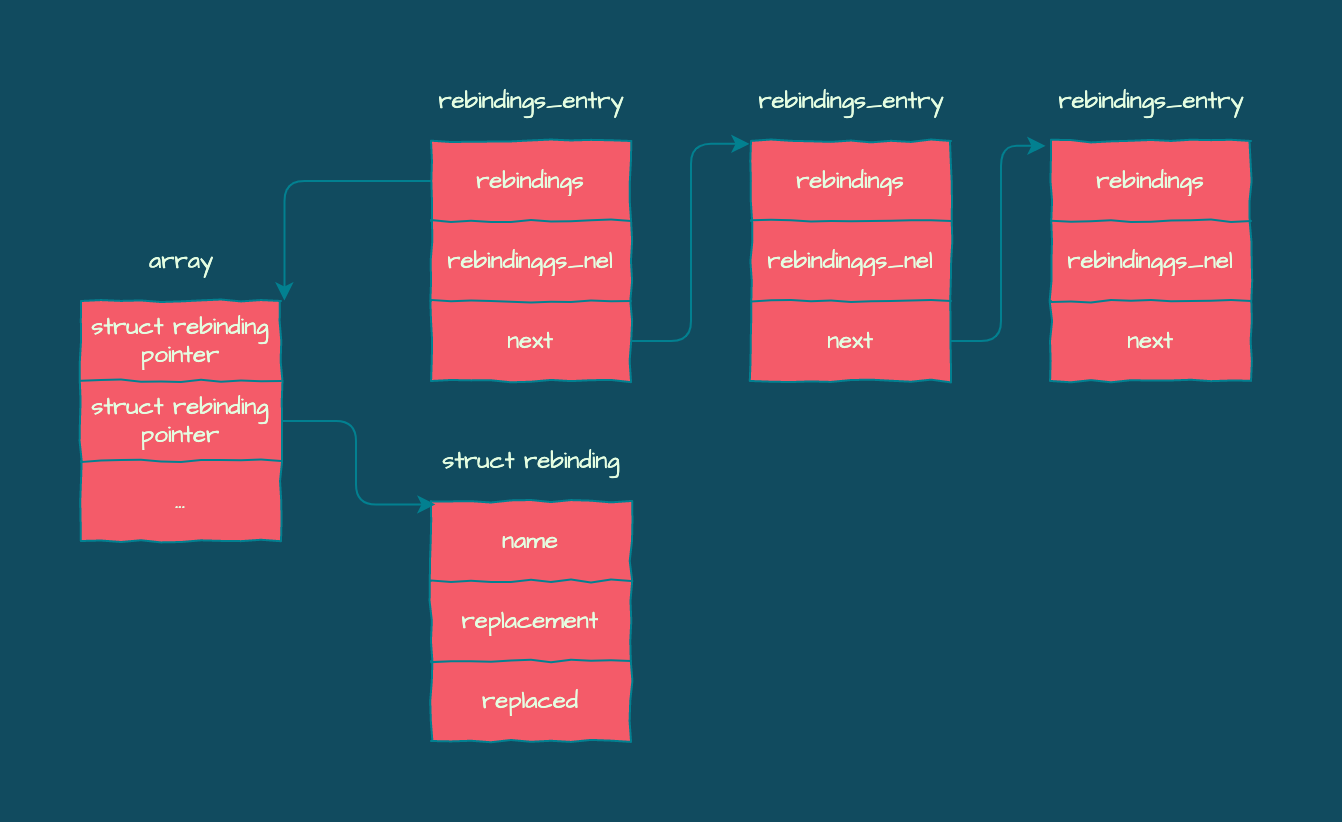 rebindings_entry
rebindings
rebindinggs_nel
next
rebindings_entry
rebindings
rebindinggs_nel
next
rebindings_entry
rebindings
rebindinggs_nel
next
array
struct rebinding
pointer
struct rebinding
pointer
...
struct rebinding
name
replacement
replaced